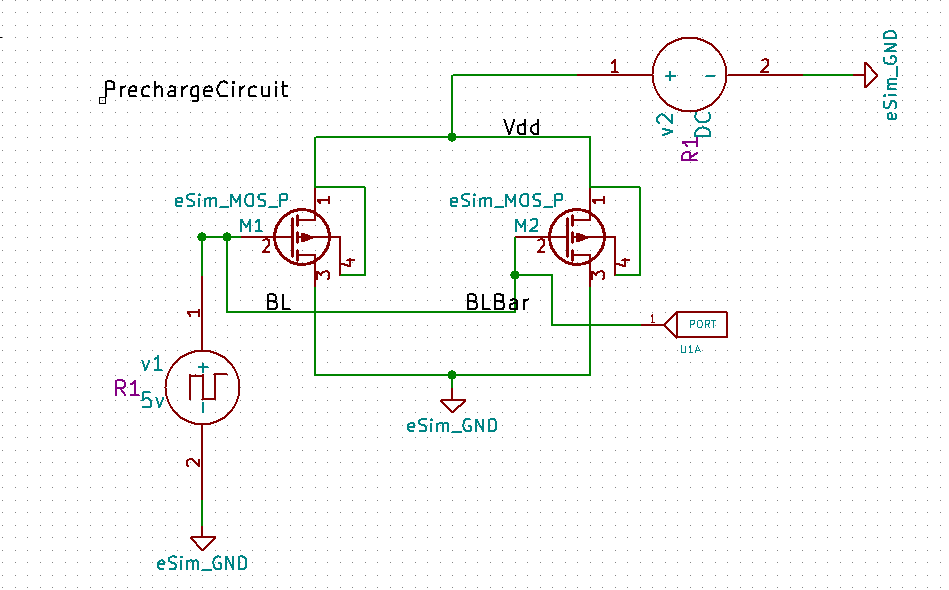 PrechargeCircuit
1
+
−
2
eSim_GND
v2
DC
R1
Vdd
eSim_MOS_P
M1
1
2
3
4
eSim_MOS_P
M2
1
2
3
4
BL
BLBar
1
PORT
U1A
1
v1
R1
5v
+
−
2
eSim_GND
eSim_GND